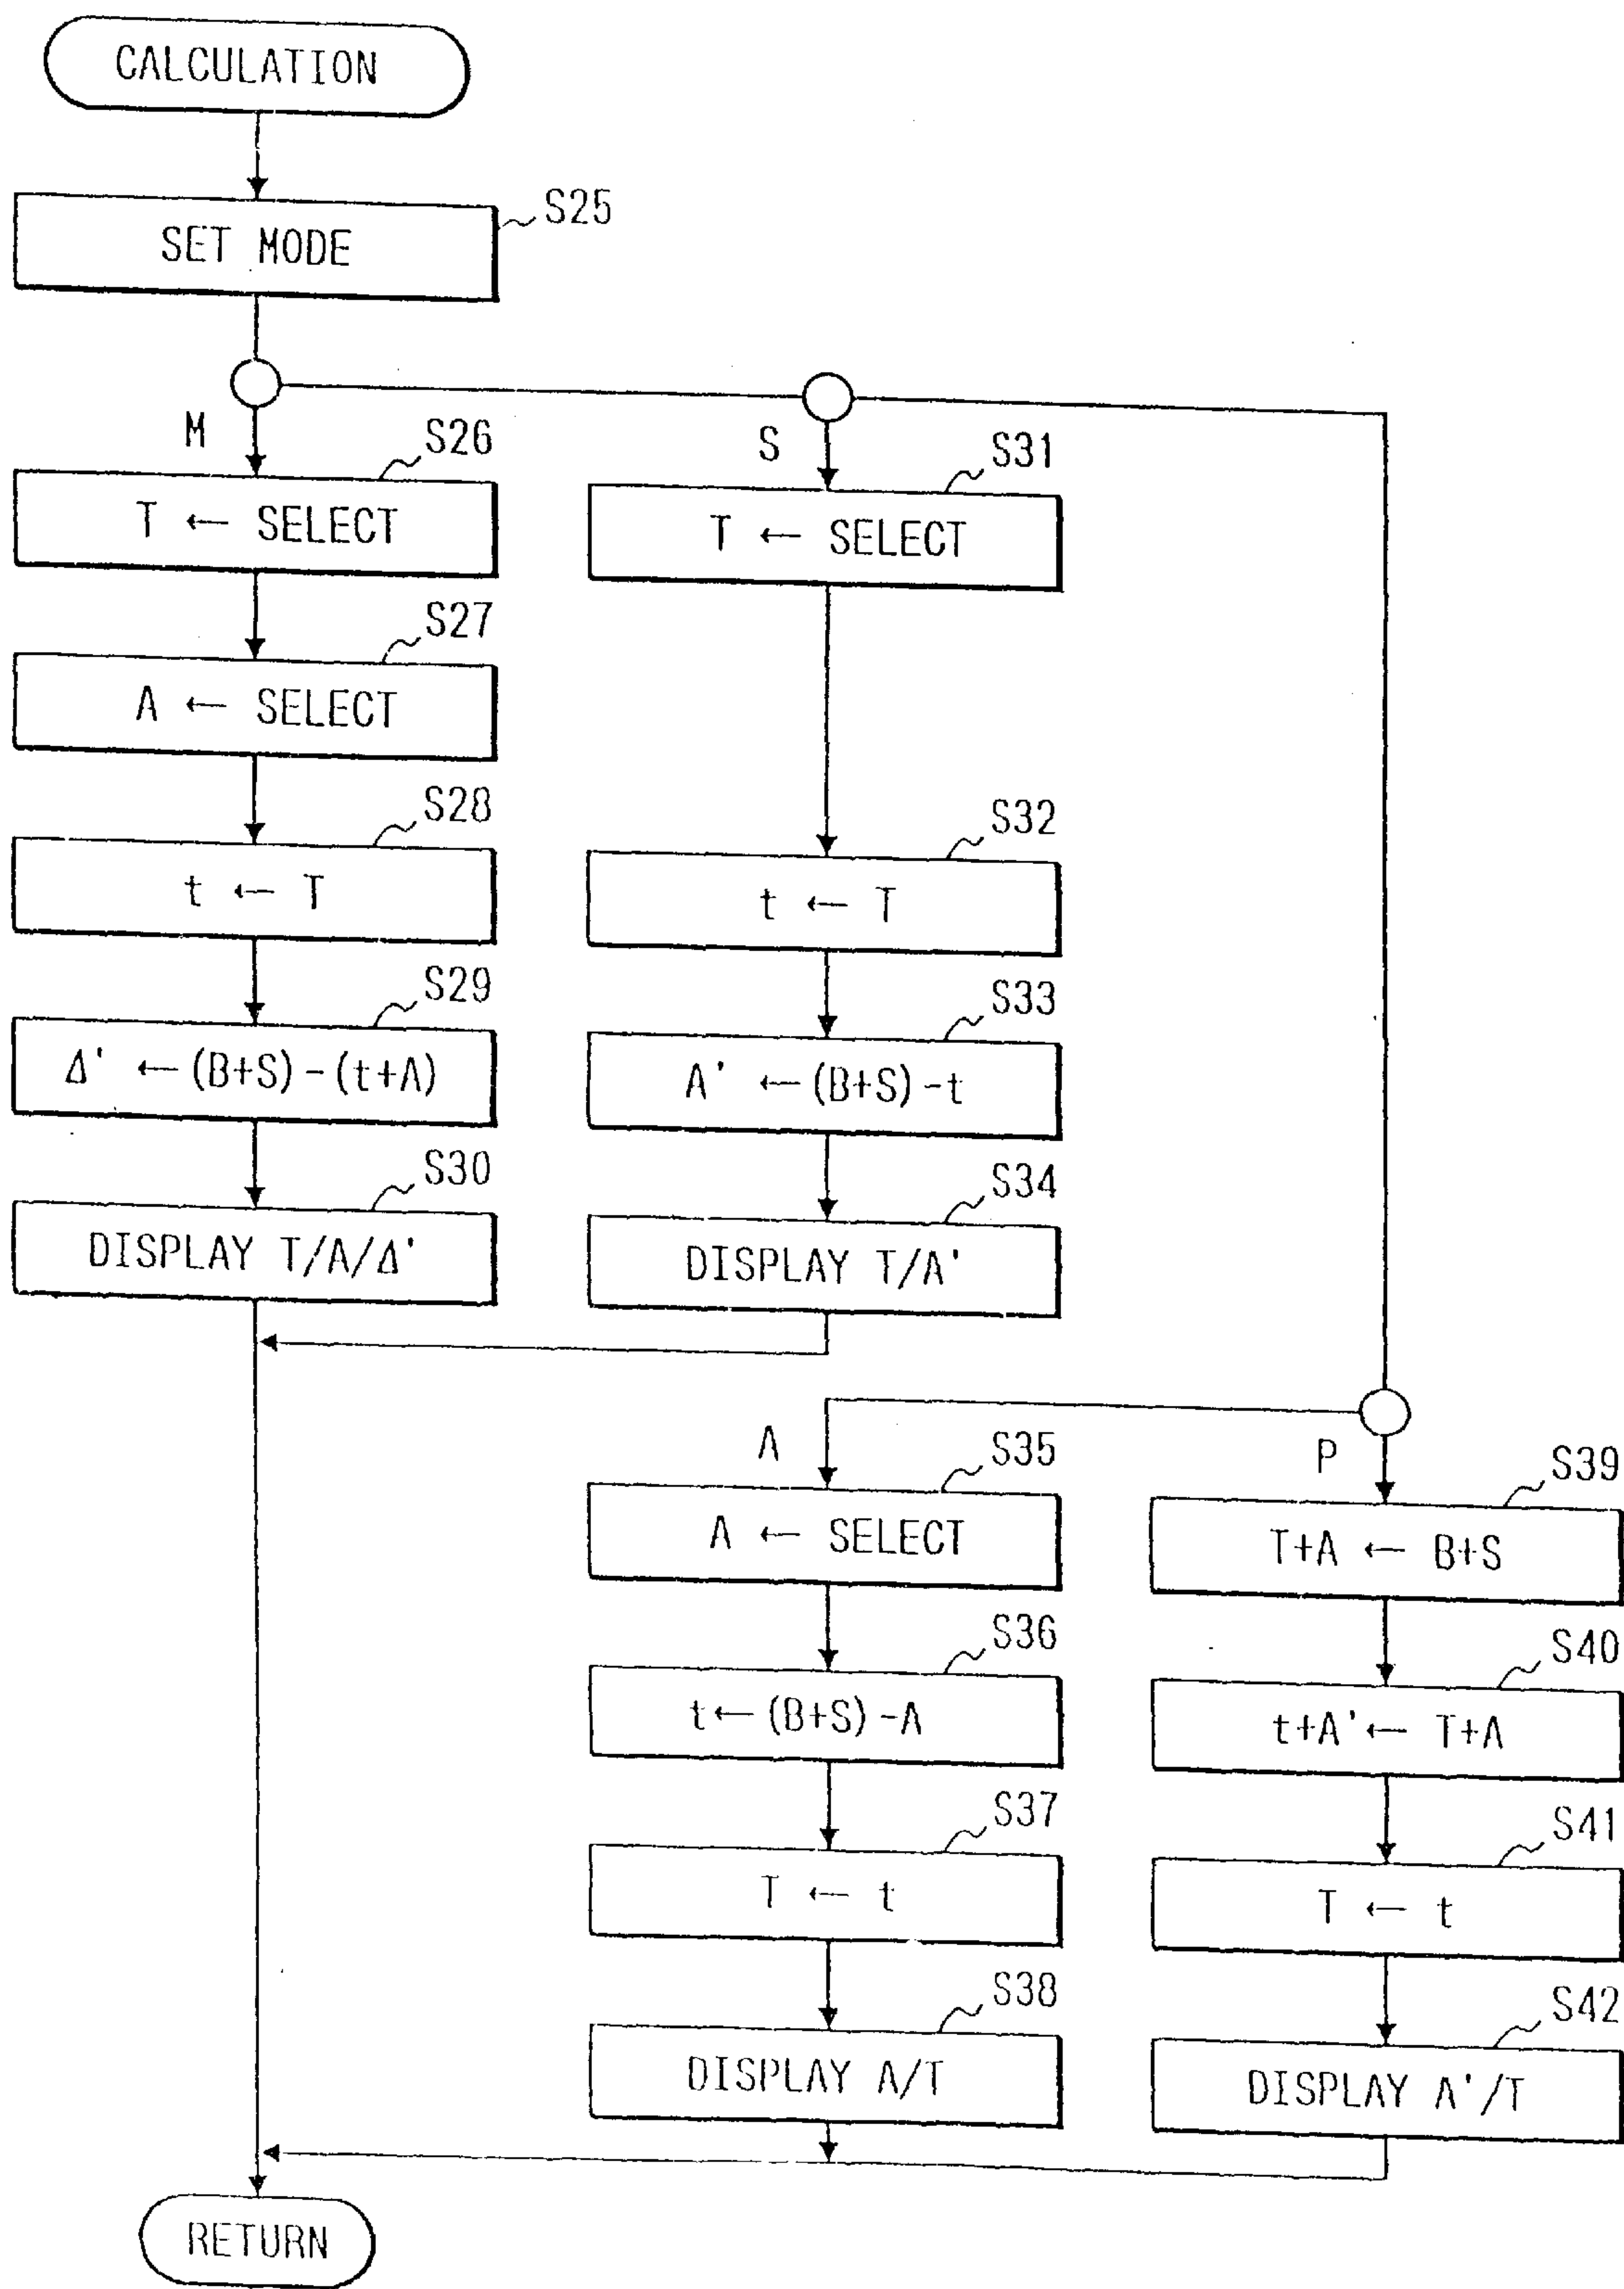 CALCULATION
S25
SET MODE
M
S26
T ← SELECT
S27
A ← SELECT
S28
t ← T
S29
Δ' ← (B+S) - (t+A)
S30
DISPLAY T/A/Δ'
S
S31
T ← SELECT
S32
t ← T
S33
A' ← (B+S) - t
S34
DISPLAY T/A'
A
S35
A ← SELECT
S36
t ← (B+S) - A
S37
T ← t
S38
DISPLAY A/T
P
S39
T+A ← B+S
S40
t+A' ← T+A
S41
T ← t
S42
DISPLAY A'/T
RETURN